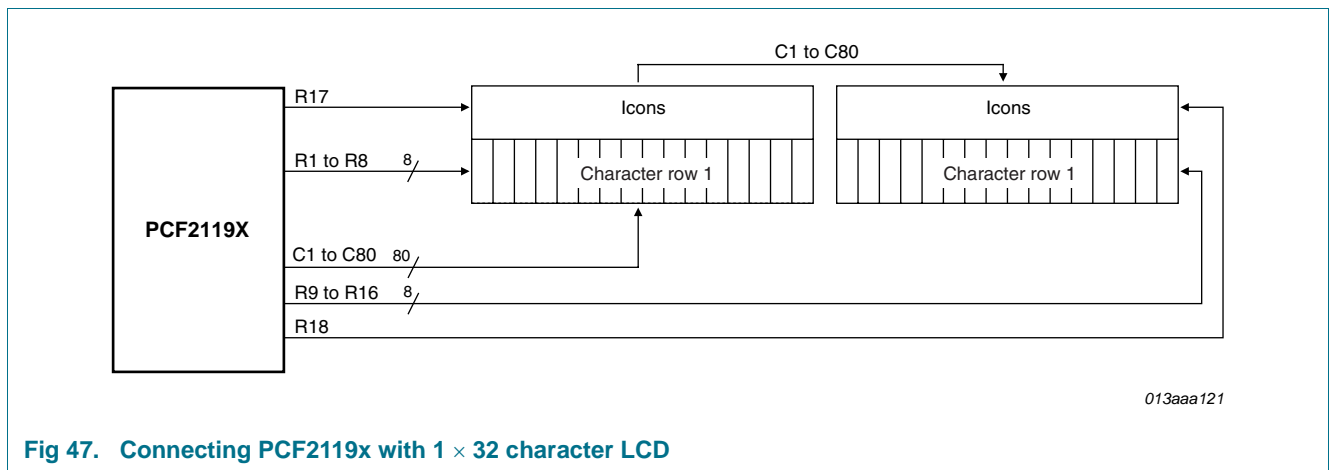 C1 to C80
R17
Icons
Icons
R1 to R8 8
Character row 1
Character row 1
PCF2119X
C1 to C80 80
R9 to R16 8
R18
013aaa121
Fig 47. Connecting PCF2119x with 1 × 32 character LCD